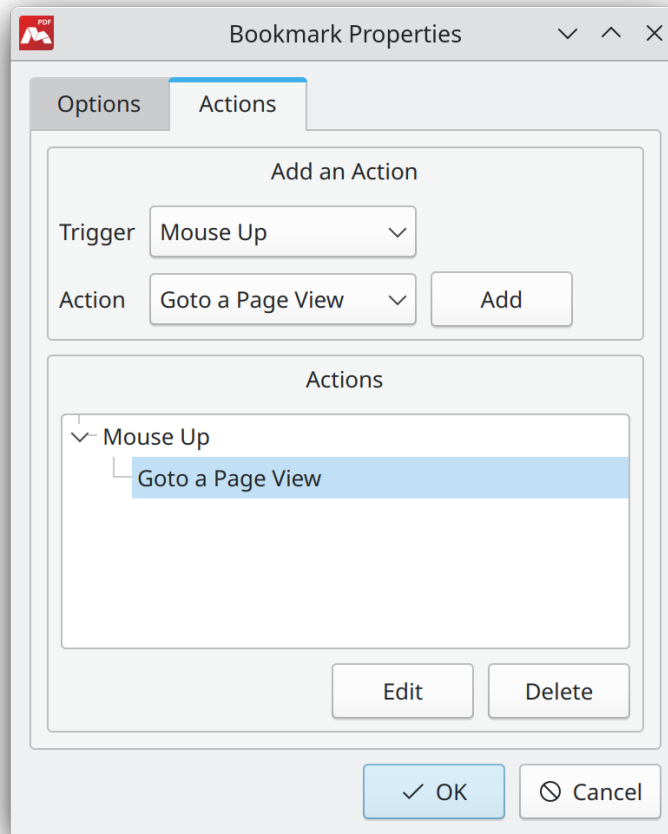 PDF
Bookmark Properties
Options Actions
Add an Action
Trigger Mouse Up
Action Goto a Page View Add
Actions
Mouse Up
Goto a Page View
Edit Delete
OK Cancel